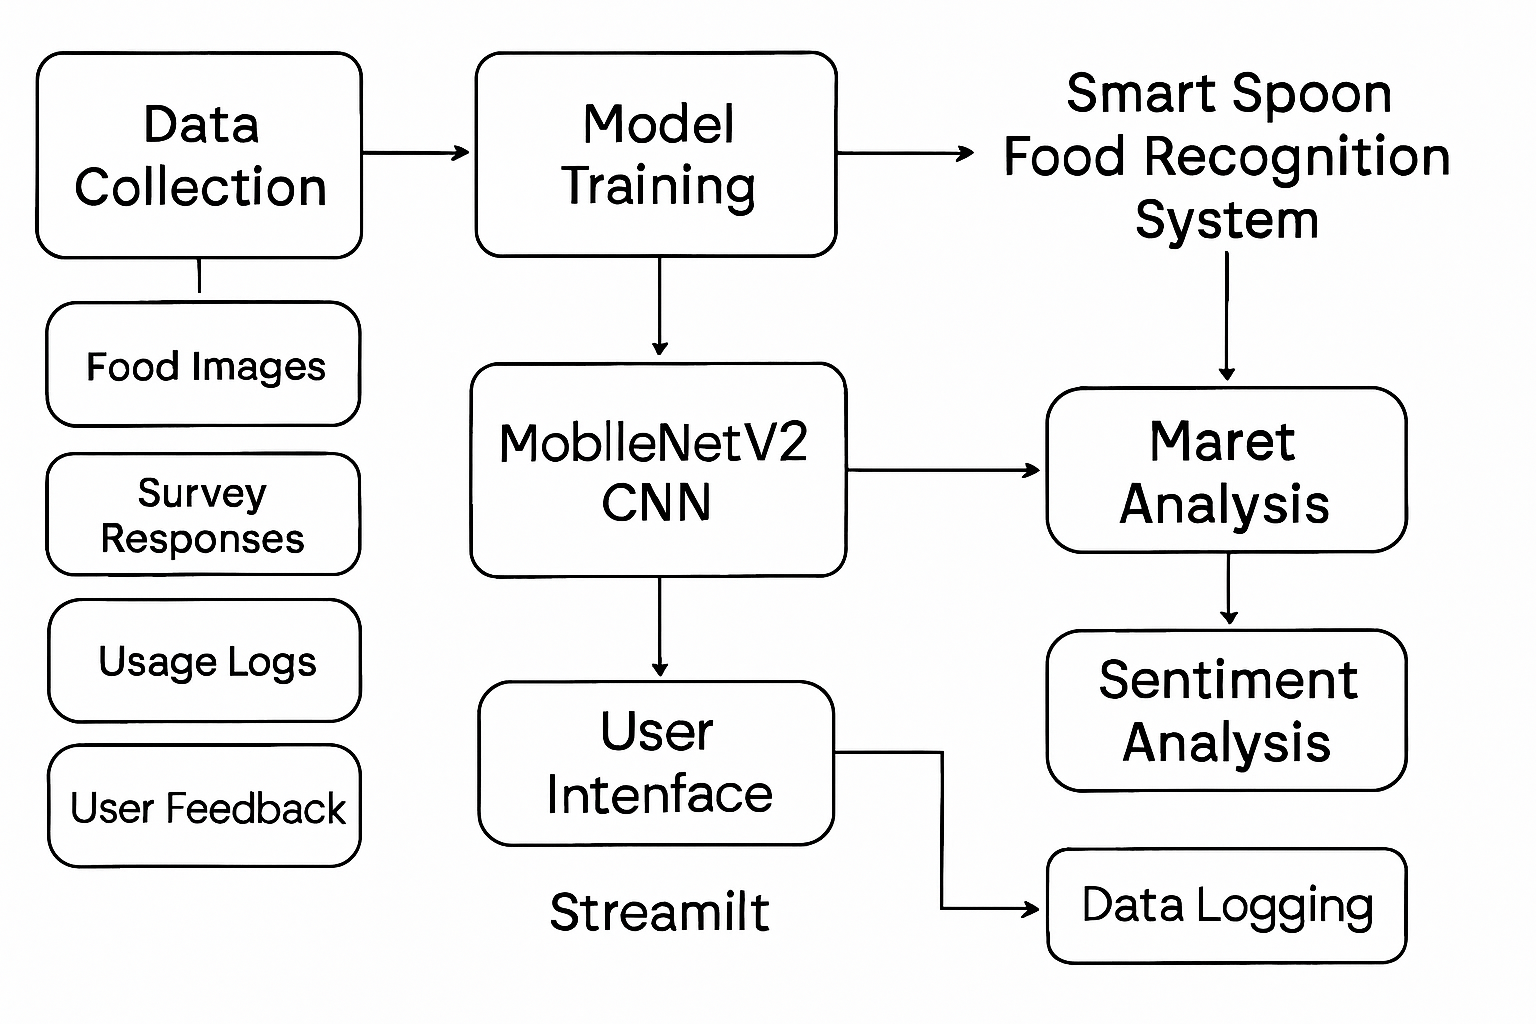 Data
Collection
Model
Training
Smart Spoon
Food Recognition
System
Food Images
Survey
Responses
Usage Logs
User Feedback
MoblleNetV2
CNN
User
Intenface
Streamilt
Maret
Analysis
Sentiment
Analysis
Data Logging